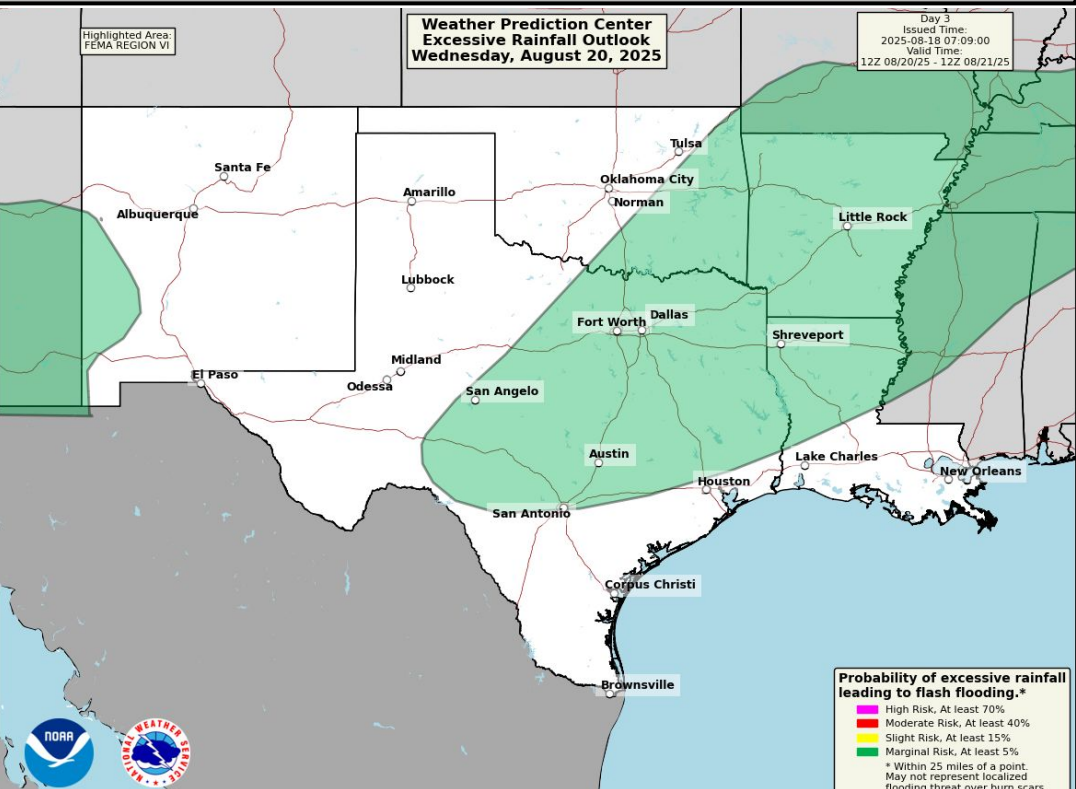 Highlighted Area:
FEMA REGION VI
Weather Prediction Center
Excessive Rainfall Outlook
Wednesday, August 20, 2025
Day 3
Issued Time:
2025-08-18 07:09:00
Valid Time:
12Z 08/20/25 - 12Z 08/21/25
Tulsa
Santa Fe
Oklahoma City
Amarillo
Norman
Albuquerque
Little Rock
Lubbock
Dallas
Fort Worth
Shreveport
Midland
El Paso
Odessa
San Angelo
Austin
Lake Charles
New Orleans
Houston
San Antonio
Corpus Christi
Brownsville
Probability of excessive rainfall
leading to flash flooding.*
High Risk, At least 70%
Moderate Risk, At least 40%
Slight Risk, At least 15%
Marginal Risk, At least 5%
* Within 25 miles of a point.
May not represent localized
flooding threat over burn scars
NOAA
NATIONAL WEATHER SERVICE